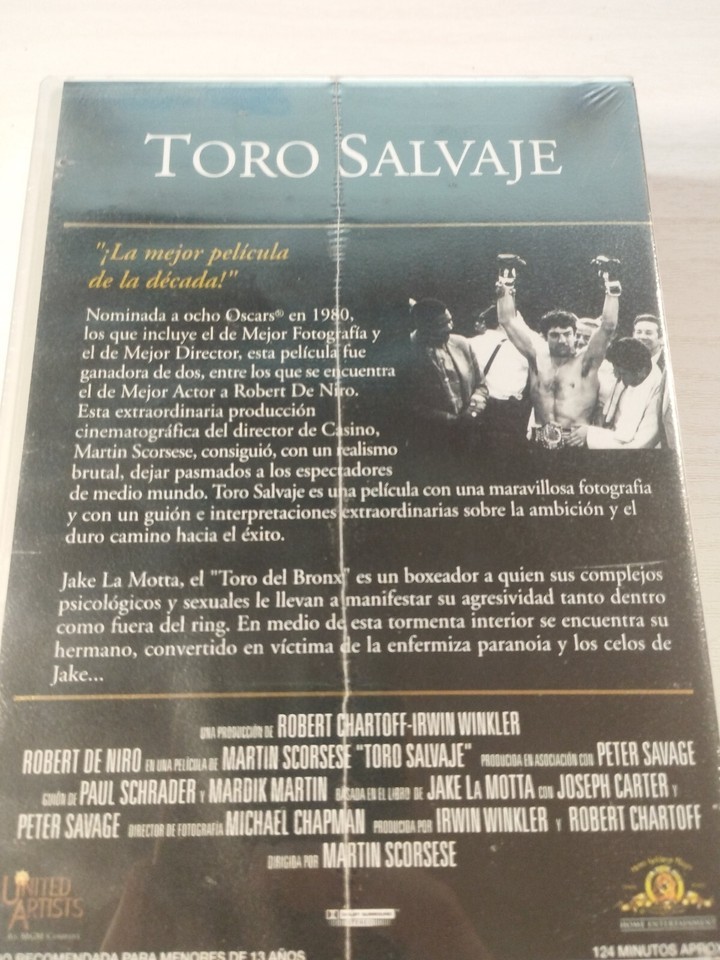 TORO SALVAJE
"¡La mejor película
de la década!"
Nominada a ocho Oscars® en 1980,
los que incluye el de Mejor Fotografía y
el de Mejor Director, esta película fue
ganadora de dos, entre los que se encuentra
el de Mejor Actor a Robert De Niro.
Esta extraordinaria producción
cinematográfica del director de Casino,
Martin Scorsese, consiguió, con un realismo
brutal, dejar pasmados a los espectadores
de medio mundo. Toro Salvaje es una película con una maravillosa fotografia
y con un guión e interpretaciones extraordinarias sobre la ambición y el
duro camino hacia el éxito.
Jake La Motta, el "Toro del Bronx" es un boxeador a quien sus complejos
psicológicos y sexuales le llevan a manifestar su agresividad tanto dentro
como fuera del ring. En medio de esta tormenta interior se encuentra su
hermano, convertido en víctima de la enfermiza paranoia y los celos de
Jake...
UNA PRODUCCIÓN DE ROBERT CHARTOFF-IRWIN WINKLER
ROBERT DE NIRO EN UNA PELÍCULA DE MARTIN SCORSESE "TORO SALVAJE" PRODUCIDA EN ASOCIACIÓN CON PETER SAVAGE
GUIÓN DE PAUL SCHRADER Y MARDIK MARTIN BASADA EN EL LIBRO DE JAKE LA MOTTA CON JOSEPH CARTER Y
PETER SAVAGE DIRECTOR DE FOTOGRAFÍA MICHAEL CHAPMAN PRODUCIDA POR IRWIN WINKLER Y ROBERT CHARTOFF
DIRIGIDA POR MARTIN SCORSESE
UNITED
ARTISTS
An MGM Company
HOME ENTERTAINMENT
RECOMENDADA PARA MENORES DE 13 AÑOS
124 MINUTOS APROX